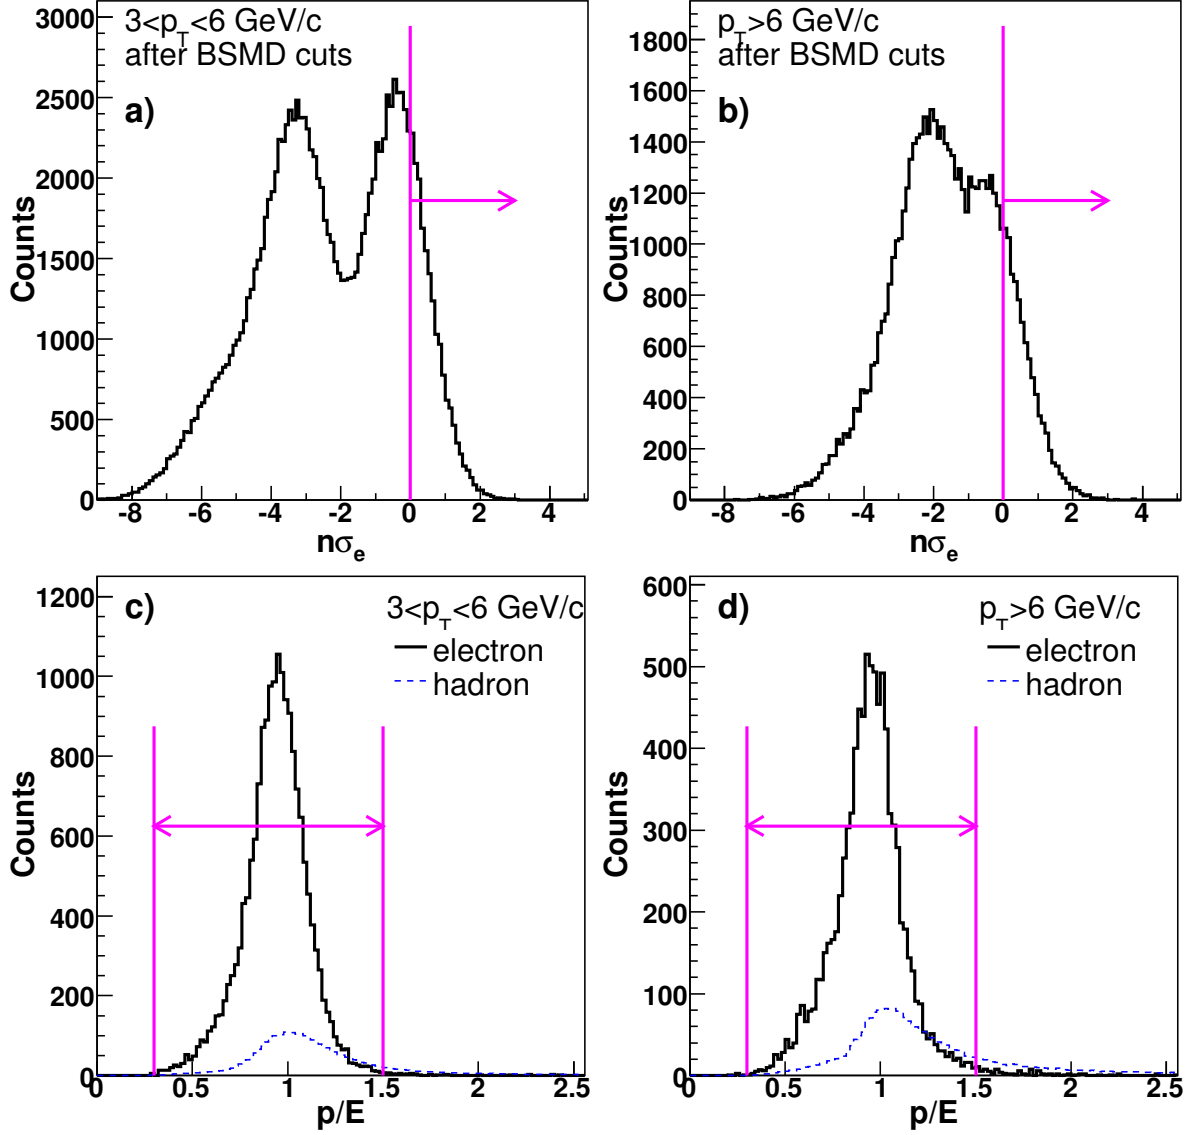 3<p_T<6 GeV/c
after BSMD cuts
a)
3000
2500
2000
1500
1000
500
0
Counts
-8 -6 -4 -2 0 2 4
nσ_e
p_T>6 GeV/c
after BSMD cuts
b)
1800
1600
1400
1200
1000
800
600
400
200
0
Counts
-8 -6 -4 -2 0 2 4
nσ_e
c)
3<p_T<6 GeV/c
electron
hadron
1200
1000
800
600
400
200
0
Counts
0 0.5 1 1.5 2 2.5
p/E
d)
p_T>6 GeV/c
electron
hadron
600
500
400
300
200
100
0
Counts
0 0.5 1 1.5 2 2.5
p/E